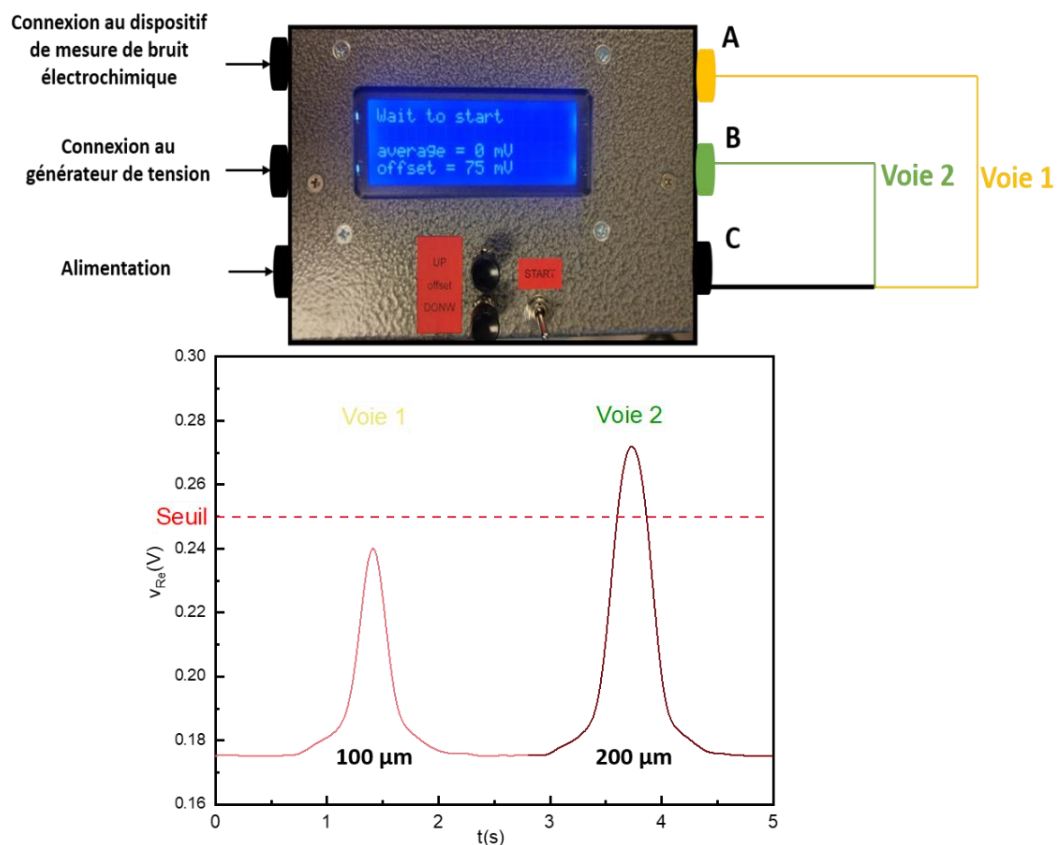 Connexion au dispositif
de mesure de bruit
électrochimique
Connexion au
générateur de tension
Alimentation
Wait to start
average = 0 mV
offset = 75 mV
UP
offset
DONW
START
A
B
C
Voie 2
Voie 1
0.30
0.28
0.26
0.24
0.22
0.20
0.18
0.16
Seuil
v_Re(V)
Voie 1
Voie 2
100 µm
200 µm
0
1
2
3
4
5
t(s)